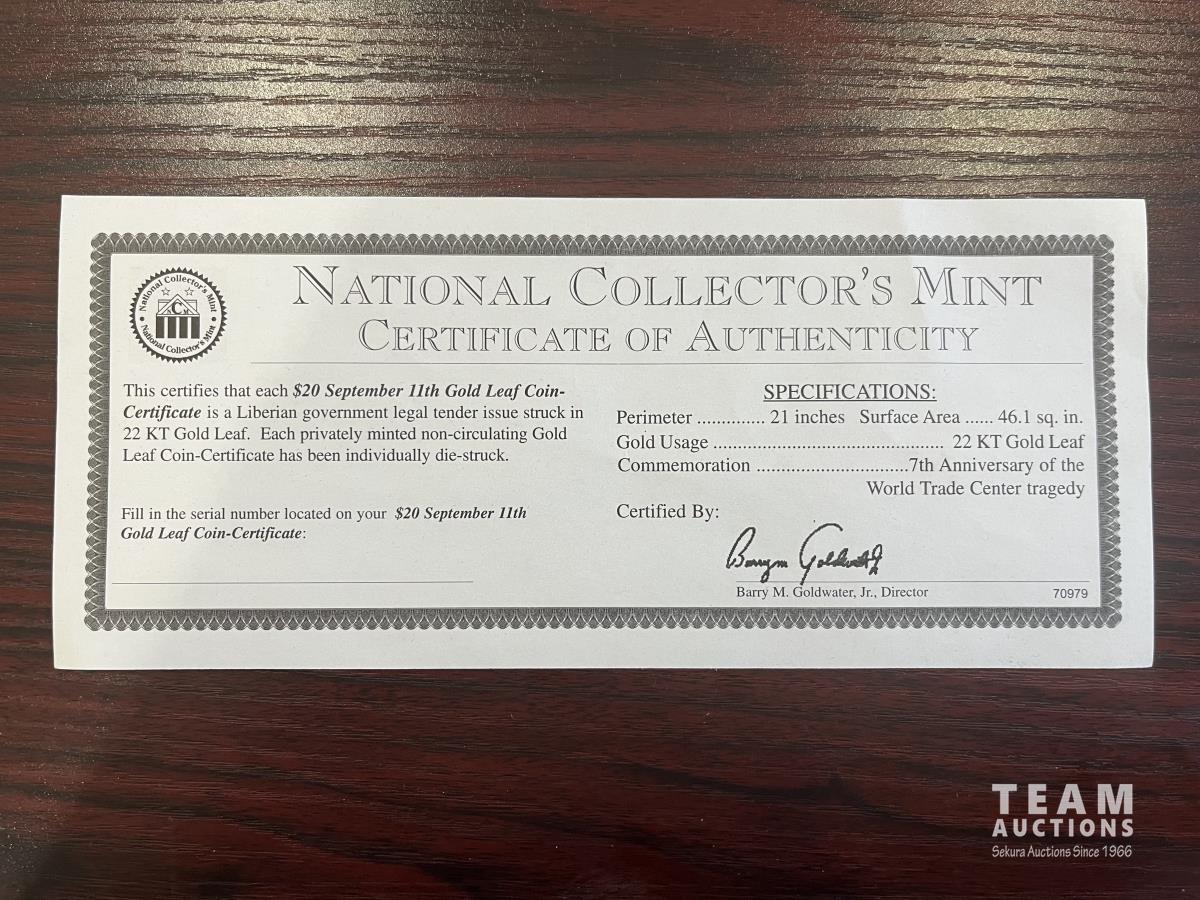 National Collector's Mint
National Collector's Mint
NATIONAL COLLECTOR'S MINT
CERTIFICATE OF AUTHENTICITY
This certifies that each $20 September 11th Gold Leaf Coin-
Certificate is a Liberian government legal tender issue struck in
22 KT Gold Leaf. Each privately minted non-circulating Gold
Leaf Coin-Certificate has been individually die-struck.
Fill in the serial number located on your $20 September 11th
Gold Leaf Coin-Certificate:
SPECIFICATIONS:
Perimeter .............. 21 inches Surface Area ...... 46.1 sq. in.
Gold Usage ............................................... 22 KT Gold Leaf
Commemoration ...............................7th Anniversary of the
World Trade Center tragedy
Certified By:
Barry M. Goldwater, Jr., Director
70979
TEAM
AUCTIONS
Sekura Auctions Since 1966